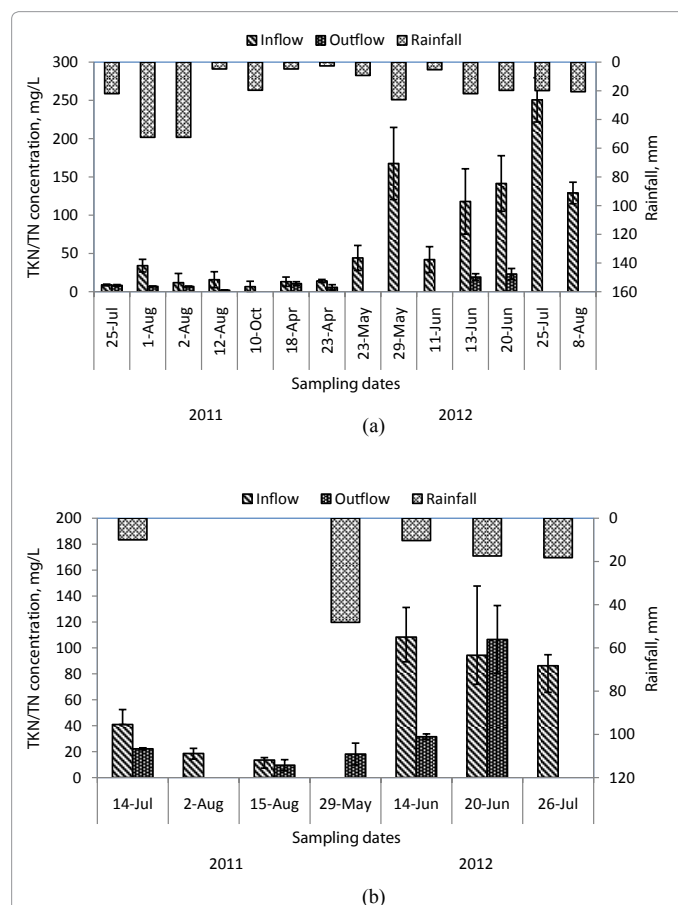 Inflow Outflow Rainfall
300 0
250 20
200 40
150 60
100 80
50 100
0 120
140
160
TKN/TN concentration, mg/L
Rainfall, mm
25-Jul 1-Aug 2-Aug 12-Aug 10-Oct 18-Apr 23-Apr 23-May 29-May 11-Jun 13-Jun 20-Jun 25-Jul 8-Aug
Sampling dates
2011 2012
(a)
Inflow Outflow Rainfall
200 0
180 20
160 40
140 60
120 80
100 100
80 120
60
40
20
0
TKN/TN concentration, mg/L
Rainfall, mm
14-Jul 2-Aug 15-Aug 29-May 14-Jun 20-Jun 26-Jul
Sampling dates
2011 2012
(b)